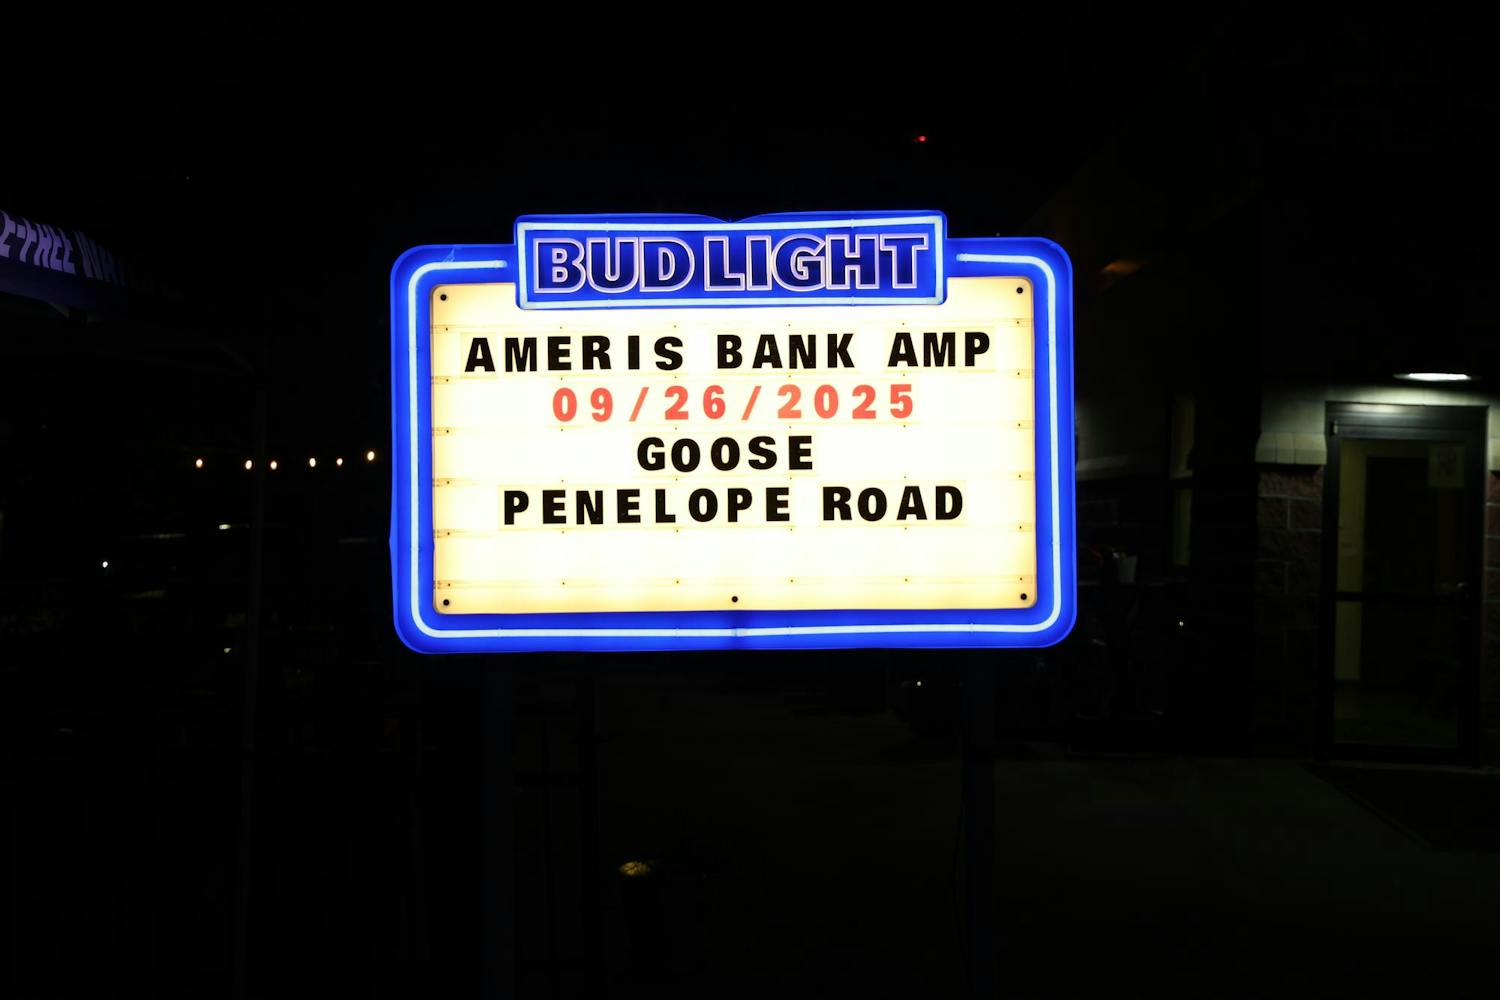 BUD LIGHT
AMERIS BANK AMP
09/26/2025
GOOSE
PENELOPE ROAD